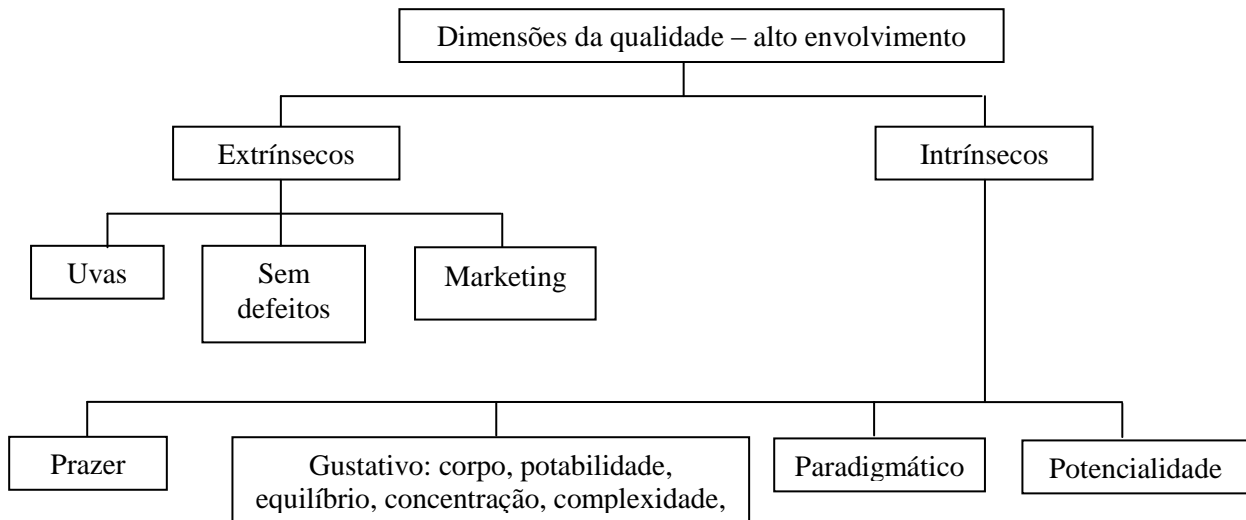 Dimensões da qualidade – alto envolvimento
Extrínsecos
Intrínsecos
Uvas
Sem
defeitos
Marketing
Prazer
Gustativo: corpo, potabilidade,
equilíbrio, concentração, complexidade,
Paradigmático
Potencialidade